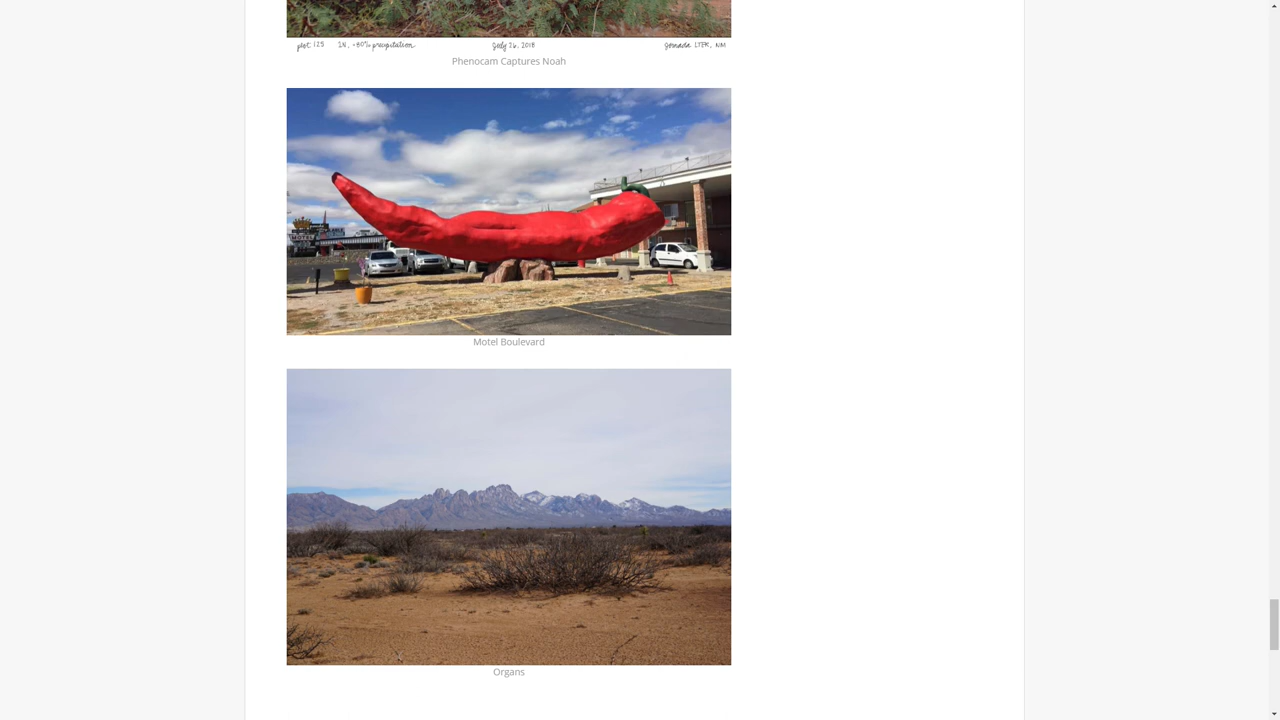 plot 125 IN, -80% precipitation July 26, 2018 Jornada LTER, NM
Phenocam Captures Noah
Motel Boulevard
Organs